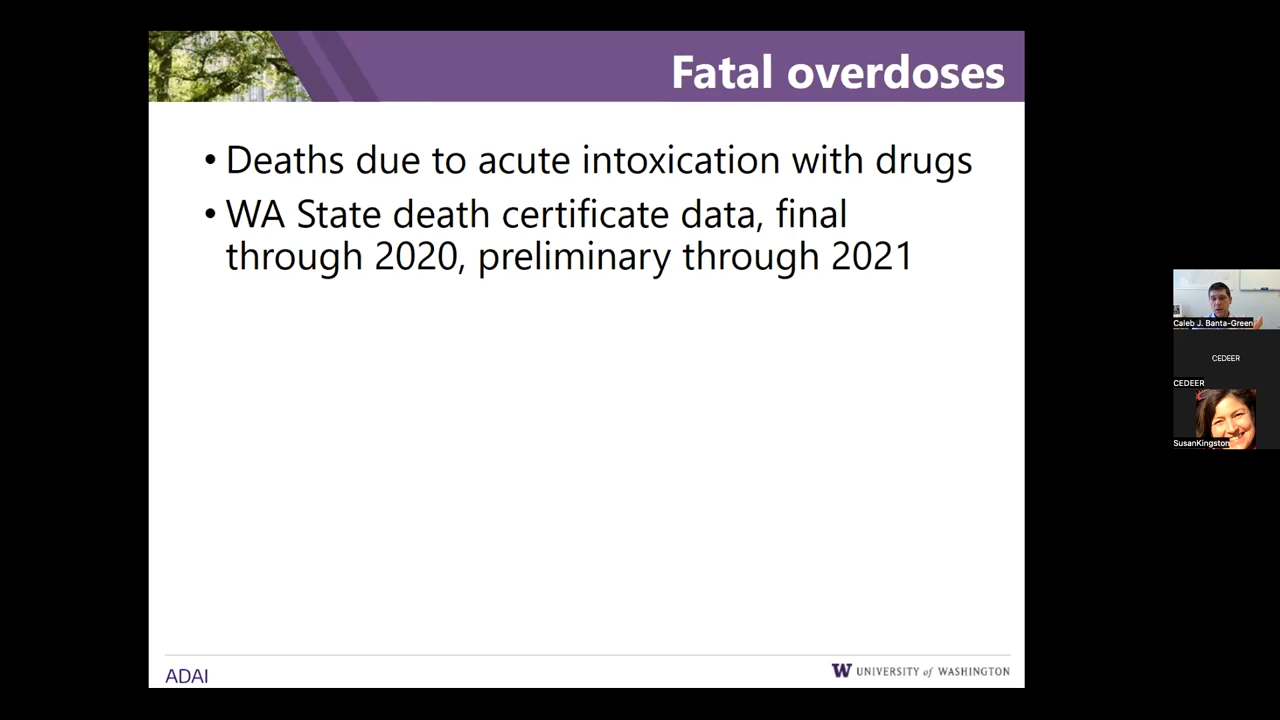 Fatal overdoses
• Deaths due to acute intoxication with drugs
• WA State death certificate data, final
through 2020, preliminary through 2021
ADAI
W UNIVERSITY of WASHINGTON
Caleb J. Banta-Green
CEDEER
CEDEER
SusanKingston